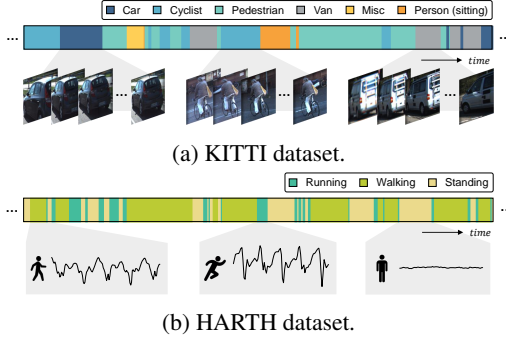 Car Cyclist Pedestrian Van Misc Person (sitting)
... ...
time
... ... ...
(a) KITTI dataset.
Running Walking Standing
... ...
time
(b) HARTH dataset.